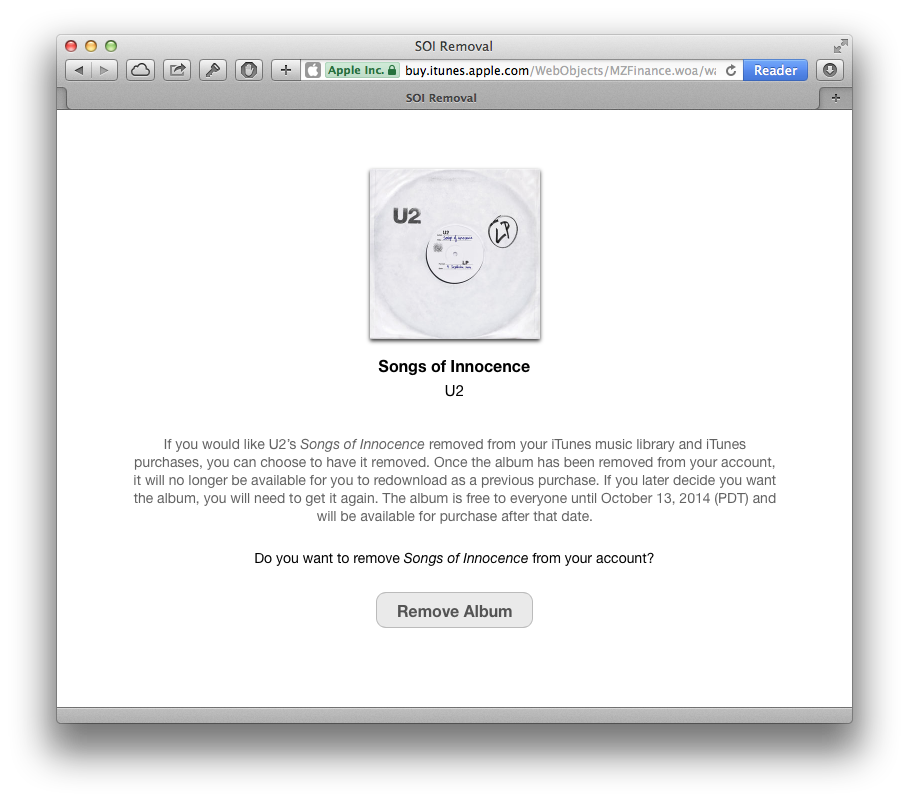 SOI Removal
Apple Inc. buy.itunes.apple.com/WebObjects/MZFinance.woa/wa Reader
SOI Removal
U2
LP
U2
Songs of Innocence
LP
Songs of Innocence
U2
If you would like U2’s Songs of Innocence removed from your iTunes music library and iTunes
purchases, you can choose to have it removed. Once the album has been removed from your account,
it will no longer be available for you to redownload as a previous purchase. If you later decide you want
the album, you will need to get it again. The album is free to everyone until October 13, 2014 (PDT) and
will be available for purchase after that date.
Do you want to remove Songs of Innocence from your account?
Remove Album